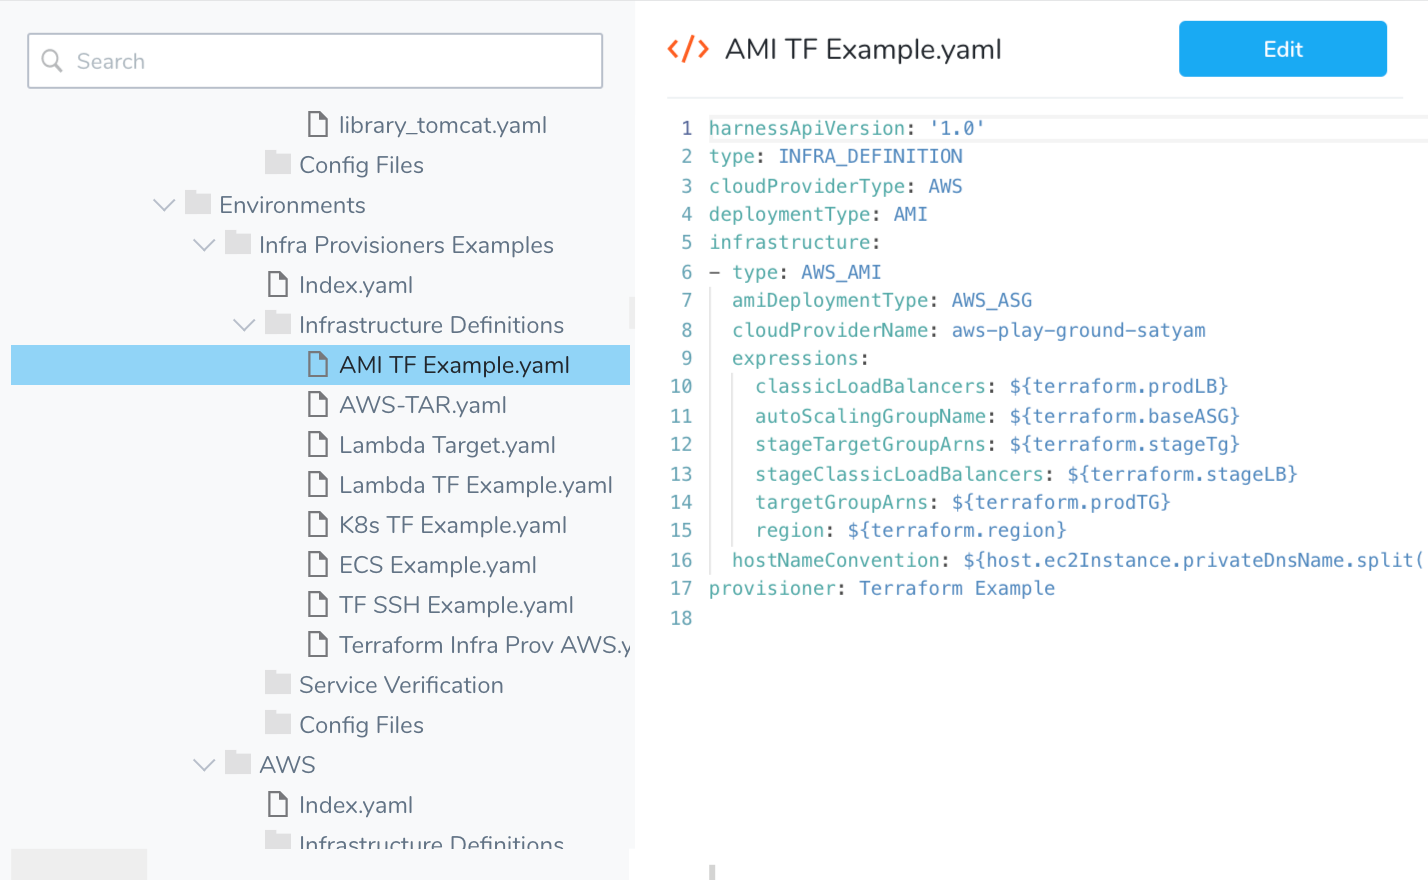 Search
library_tomcat.yaml
Config Files
Environments
Infra Provisioners Examples
Index.yaml
Infrastructure Definitions
AMI TF Example.yaml
AWS-TAR.yaml
Lambda Target.yaml
Lambda TF Example.yaml
K8s TF Example.yaml
ECS Example.yaml
TF SSH Example.yaml
Terraform Infra Prov AWS.y
Service Verification
Config Files
AWS
Index.yaml
Infrastructure Definitions
</> AMI TF Example.yaml
Edit
1 harnessApiVersion: '1.0'
2 type: INFRA_DEFINITION
3 cloudProviderType: AWS
4 deploymentType: AMI
5 infrastructure:
6 - type: AWS_AMI
7 amiDeploymentType: AWS_ASG
8 cloudProviderName: aws-play-ground-satyam
9 expressions:
10 classicLoadBalancers: ${terraform.prodLB}
11 autoScalingGroupName: ${terraform.baseASG}
12 stageTargetGroupArns: ${terraform.stageTg}
13 stageClassicLoadBalancers: ${terraform.stageLB}
14 targetGroupArns: ${terraform.prodTG}
15 region: ${terraform.region}
16 hostNameConvention: ${host.ec2Instance.privateDnsName.split(
17 provisioner: Terraform Example
18